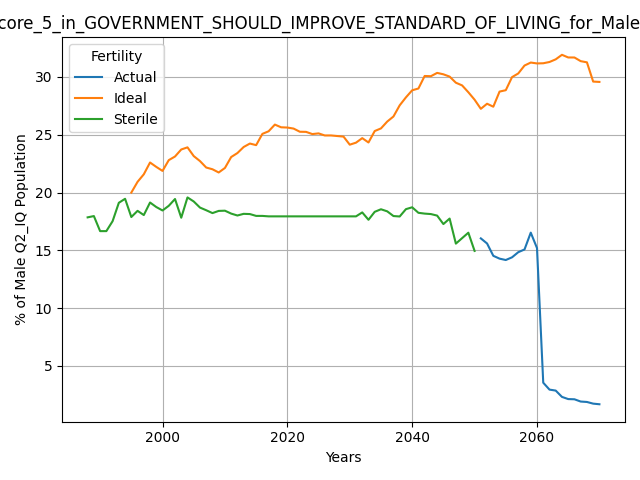 core_5_in_GOVERNMENT_SHOULD_IMPROVE_STANDARD_OF_LIVING_for_Male
Fertility
Actual
Ideal
Sterile
% of Male Q2_IQ Population
30
25
20
15
10
5
2000 2020 2040 2060
Years